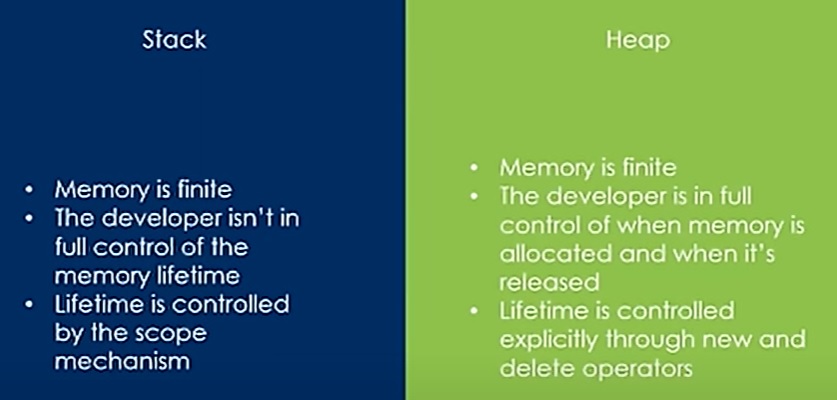 Stack
• Memory is finite
• The developer isn't in
full control of the
memory lifetime
• Lifetime is controlled
by the scope
mechanism
Heap
• Memory is finite
• The developer is in full
control of when memory is
allocated and when it's
released
• Lifetime is controlled
explicitly through new and
delete operators